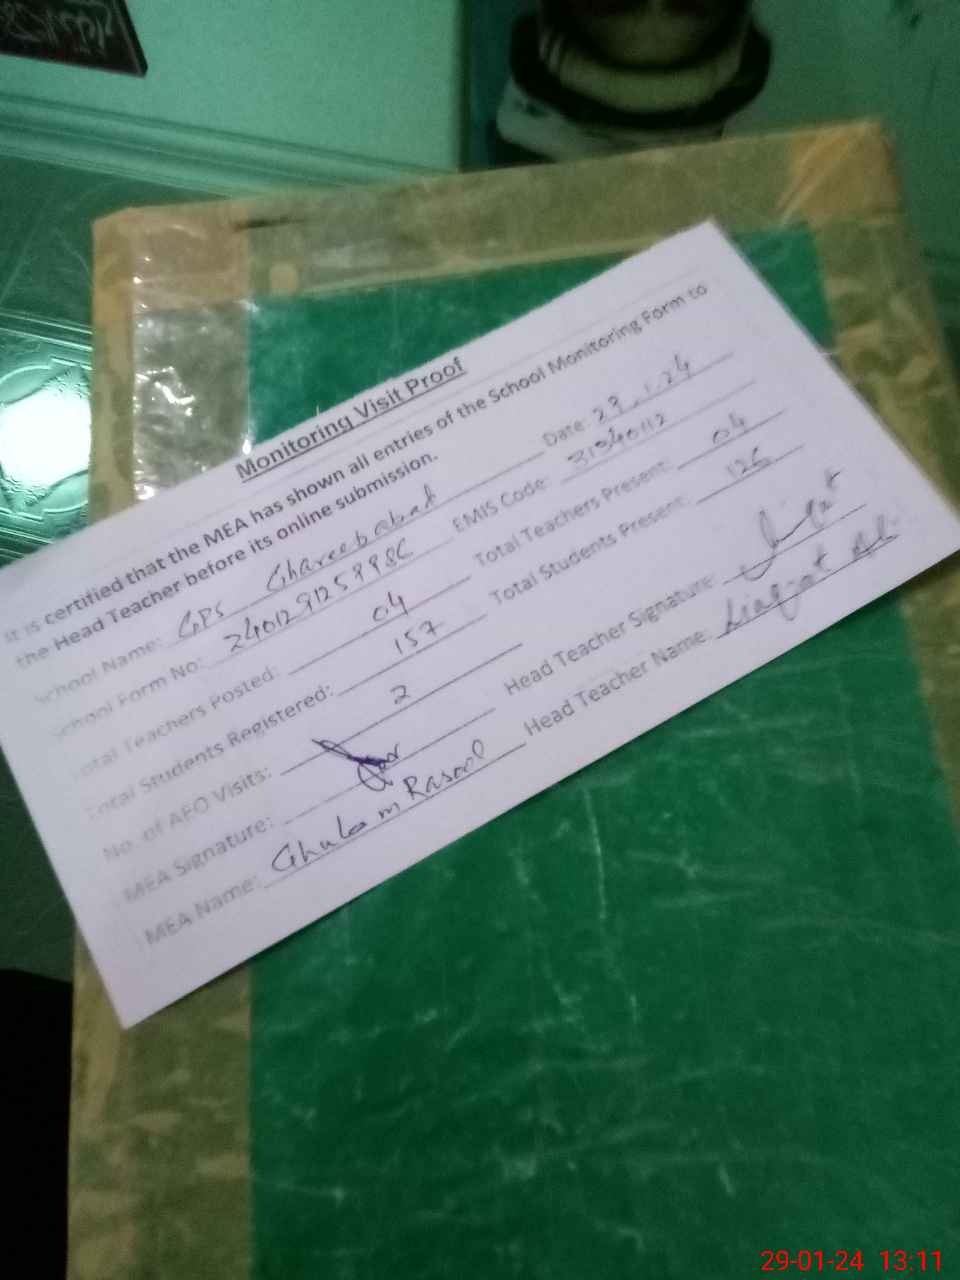 Monitoring Visit Proof
It is certified that the MEA has shown all entries of the School Monitoring Form to
the Head Teacher before its online submission.
School Name: GPS Ghareebabad Date: 29.1.24
School Form No: EMIS Code: 31340112
Total Teachers Posted: 04 Total Teachers Present: 04
Total Students Registered: 157 Total Students Present: 126
No. of AEO Visits: 2
MEA Signature: Head Teacher Signature:
MEA Name: Ghulam Rasool Head Teacher Name: Liaqat Ali
29-01-24 13:11